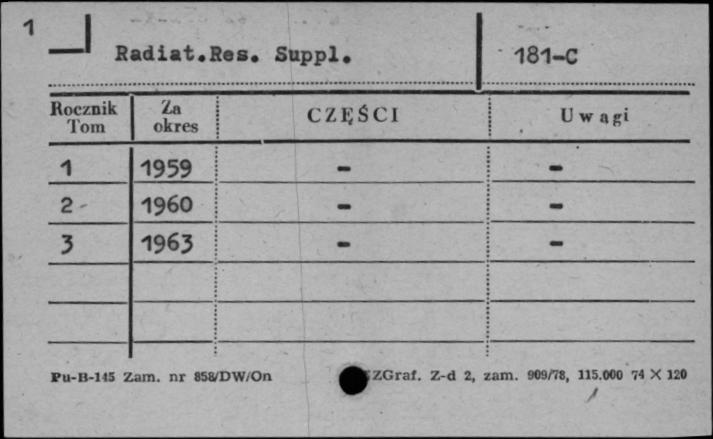 1
Radiat.Res. Suppl. 181-C
Rocznik Tom Za okres CZĘŚCI Uwagi
1 1959 - -
2 - 1960 - -
3 1963 - -
Pu-B-145 Zam. nr 858/DW/On ZGraf. Z-d 2, zam. 909/78, 115.000 74 X 120